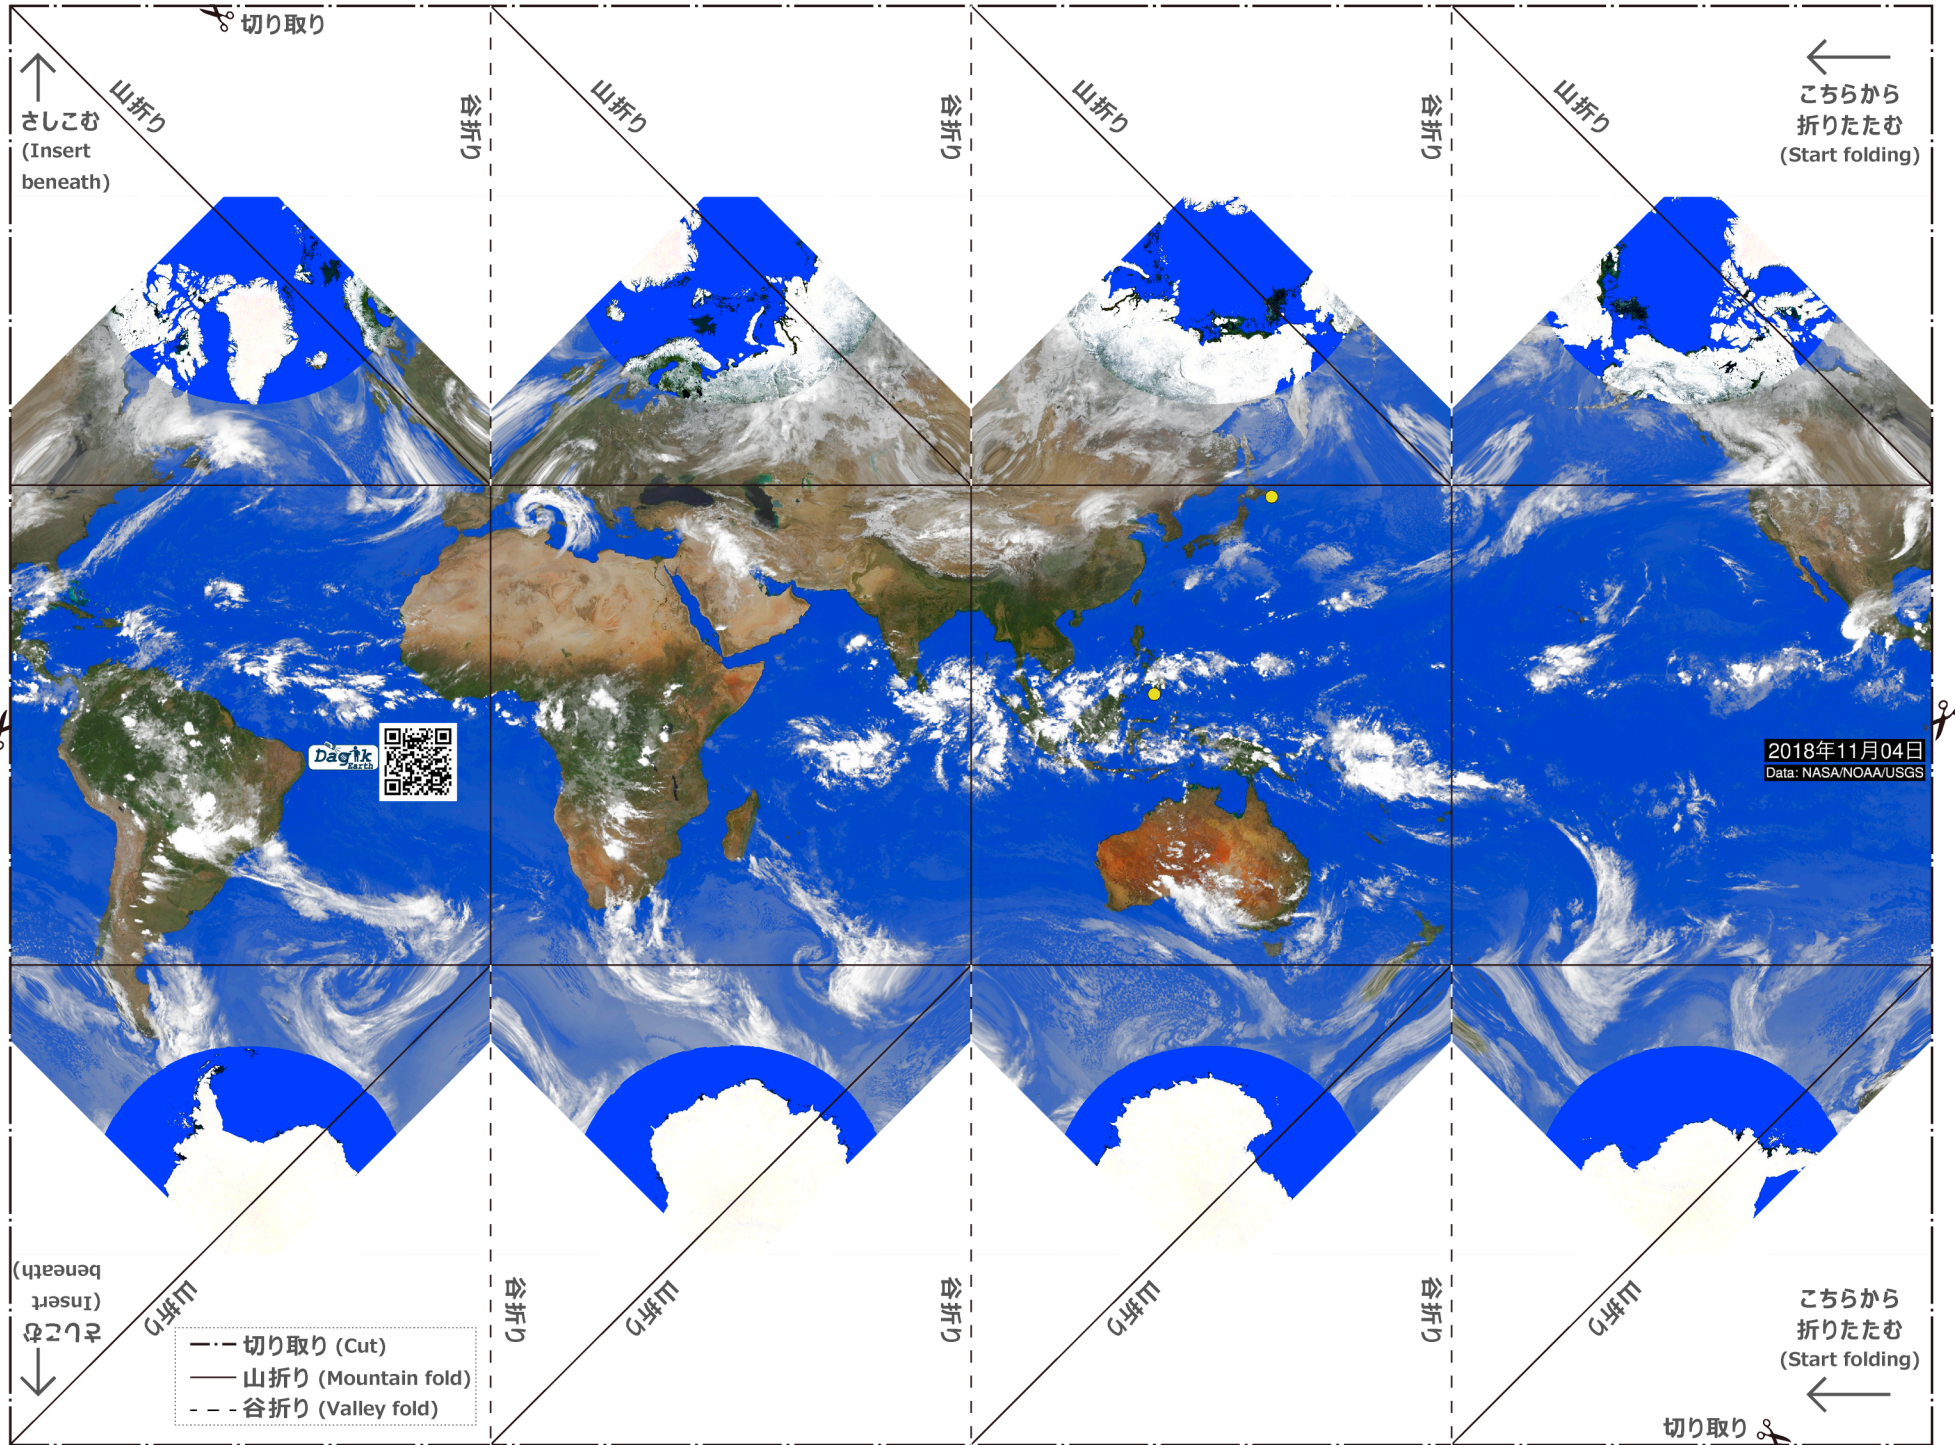 切り取り
さしこむ
(Insert
beneath)
山折り
谷折り
山折り
谷折り
山折り
谷折り
山折り
こちらから
折りたたむ
(Start folding)
Dagik
Earth
2018年11月04日
Data: NASA/NOAA/USGS
さしこむ
(Insert
beneath)
山折り
谷折り
山折り
谷折り
山折り
谷折り
山折り
こちらから
折りたたむ
(Start folding)
切り取り (Cut)
山折り (Mountain fold)
谷折り (Valley fold)
切り取り